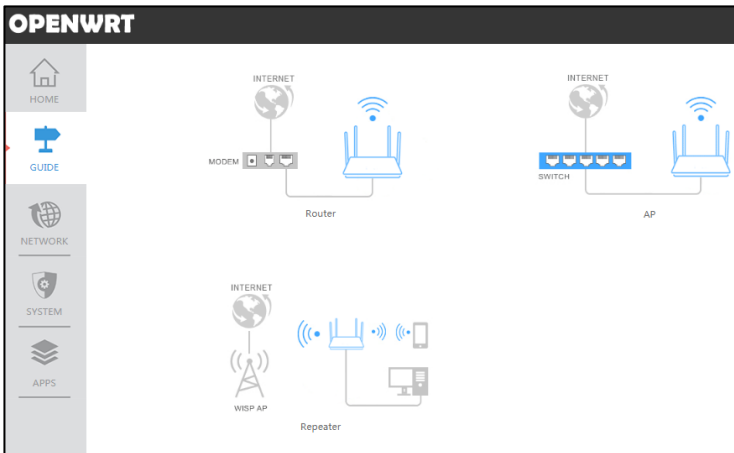 OPENWRT
HOME
GUIDE
NETWORK
SYSTEM
APPS
INTERNET
MODEM
Router
INTERNET
SWITCH
AP
INTERNET
WISP AP
Repeater